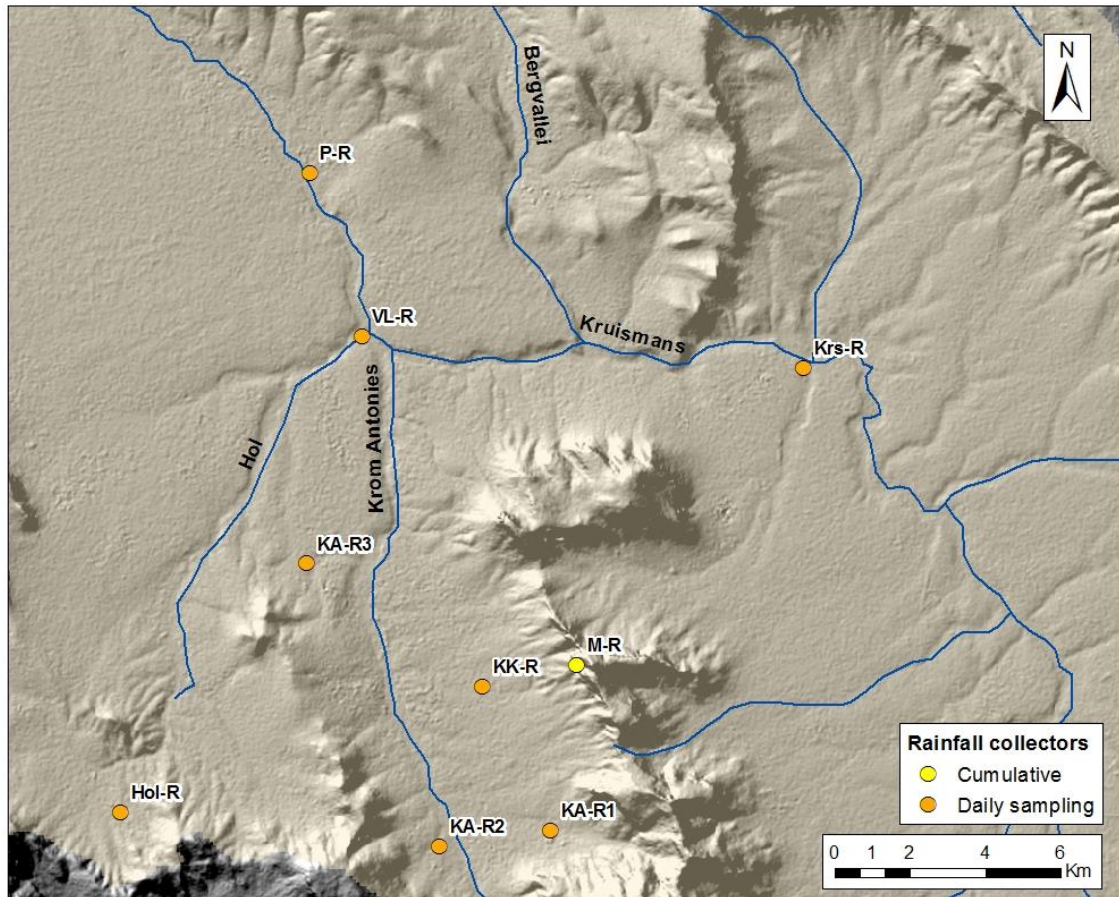 N
Bergvallei
P-R
VL-R
Kruismans
Krs-R
Hol
Krom Antonies
KA-R3
M-R
KK-R
Hol-R
KA-R2
KA-R1
Rainfall collectors
Cumulative
Daily sampling
0 1 2 4 6
Km